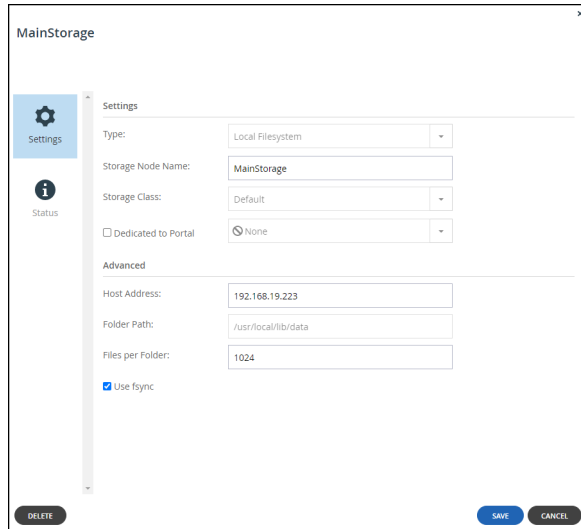 ×
MainStorage
Settings
Status
Settings
Type: Local Filesystem
Storage Node Name: MainStorage
Storage Class: Default
Dedicated to Portal None
Advanced
Host Address: 192.168.19.223
Folder Path: /usr/local/lib/data
Files per Folder: 1024
Use fsync
DELETE SAVE CANCEL